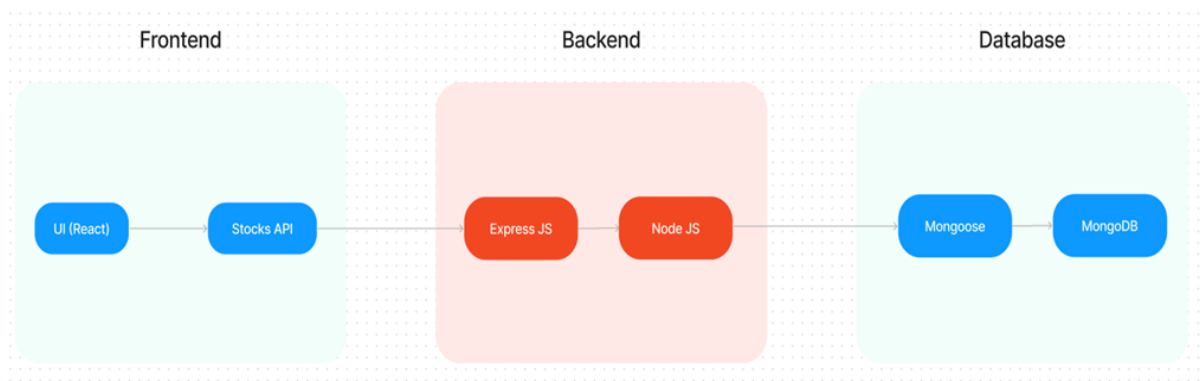 Frontend
Backend
Database
UI (React)
Stocks API
Express JS
Node JS
Mongoose
MongoDB